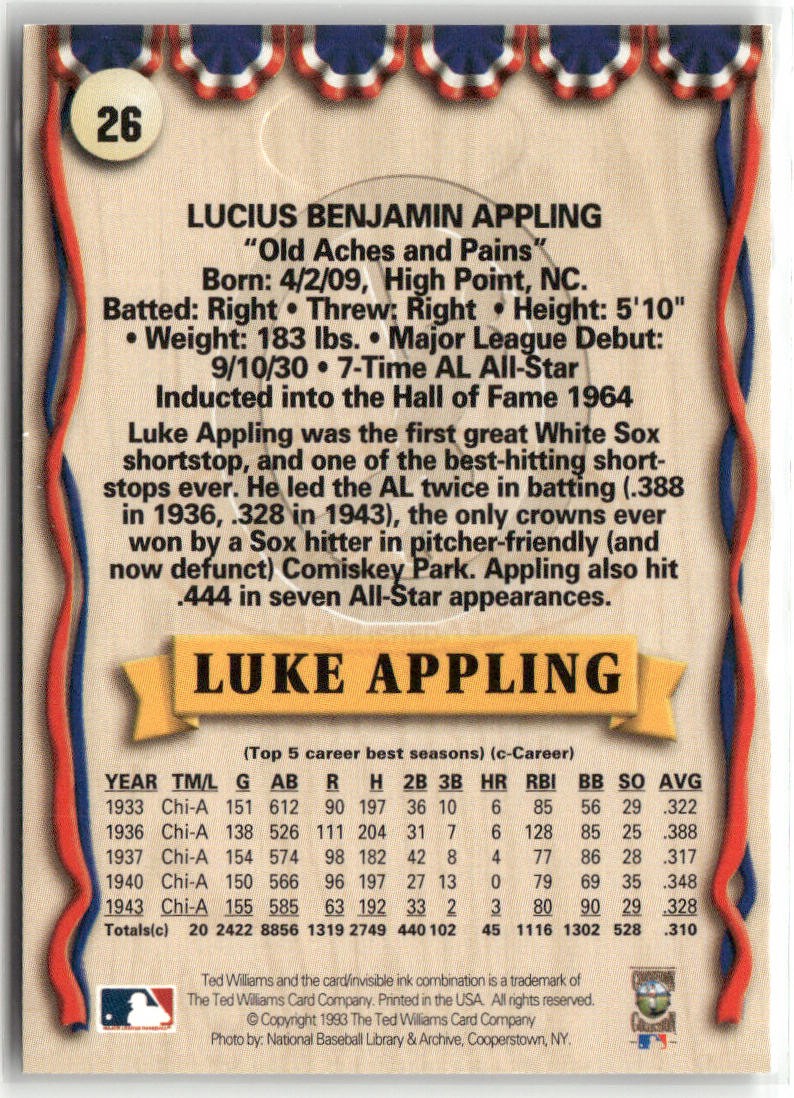 26
LUCIUS BENJAMIN APPLING
"Old Aches and Pains"
Born: 4/2/09, High Point, NC.
Batted: Right • Threw: Right • Height: 5'10"
• Weight: 183 lbs. • Major League Debut:
9/10/30 • 7-Time AL All-Star
Inducted into the Hall of Fame 1964
Luke Appling was the first great White Sox
shortstop, and one of the best-hitting short-
stops ever. He led the AL twice in batting (.388
in 1936, .328 in 1943), the only crowns ever
won by a Sox hitter in pitcher-friendly (and
now defunct) Comiskey Park. Appling also hit
.444 in seven All-Star appearances.
LUKE APPLING
(Top 5 career best seasons) (c-Career)
YEAR TM/L G AB R H 2B 3B HR RBI BB SO AVG
1933 Chi-A 151 612 90 197 36 10 6 85 56 29 .322
1936 Chi-A 138 526 111 204 31 7 6 128 85 25 .388
1937 Chi-A 154 574 98 182 42 8 4 77 86 28 .317
1940 Chi-A 150 566 96 197 27 13 0 79 69 35 .348
1943 Chi-A 155 585 63 192 33 2 3 80 90 29 .328
Totals(c) 20 2422 8856 1319 2749 440 102 45 1116 1302 528 .310
Ted Williams and the card/invisible ink combination is a trademark of
The Ted Williams Card Company. Printed in the USA. All rights reserved.
© Copyright 1993 The Ted Williams Card Company
Photo by: National Baseball Library & Archive, Cooperstown, NY.
MAJOR LEAGUE BASEBALL
COOPERSTOWN
COLLECTION